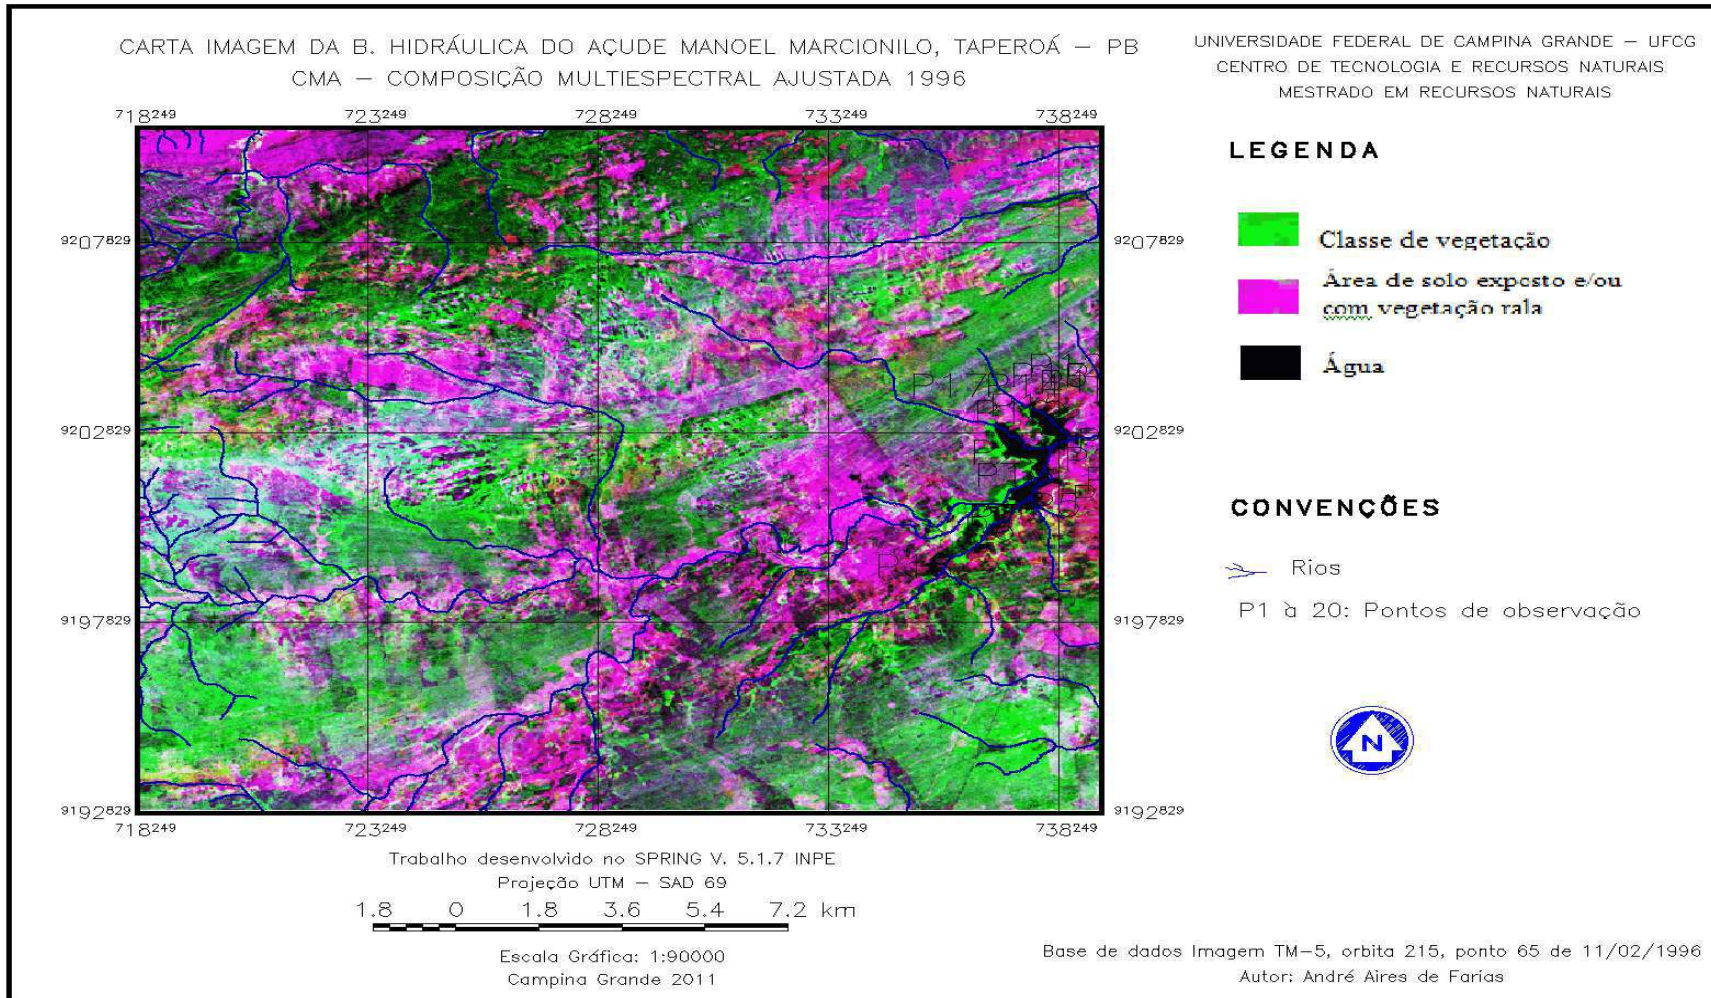 CARTA IMAGEM DA B. HIDRÁULICA DO AÇUDE MANOEL MARCIONILO, TAPEROÁ – PB
CMA – COMPOSIÇÃO MULTIESPECTRAL AJUSTADA 1996
UNIVERSIDADE FEDERAL DE CAMPINA GRANDE – UFCG
CENTRO DE TECNOLOGIA E RECURSOS NATURAIS
MESTRADO EM RECURSOS NATURAIS
718249 723249 728249 733249 738249
9207829 9207829
9202829 9202829
9197829 9197829
9192829 9192829
718249 723249 728249 733249 738249
P17
LEGENDA
Classe de vegetação
Área de solo exposto e/ou
com vegetação rala
Água
CONVENÇÕES
Rios
P1 à 20: Pontos de observação
N
Trabalho desenvolvido no SPRING V. 5.1.7 INPE
Projeção UTM – SAD 69
1.8 0 1.8 3.6 5.4 7.2 km
Escala Gráfica: 1:90000
Campina Grande 2011
Base de dados Imagem TM-5, orbita 215, ponto 65 de 11/02/1996
Autor: André Aires de Farias